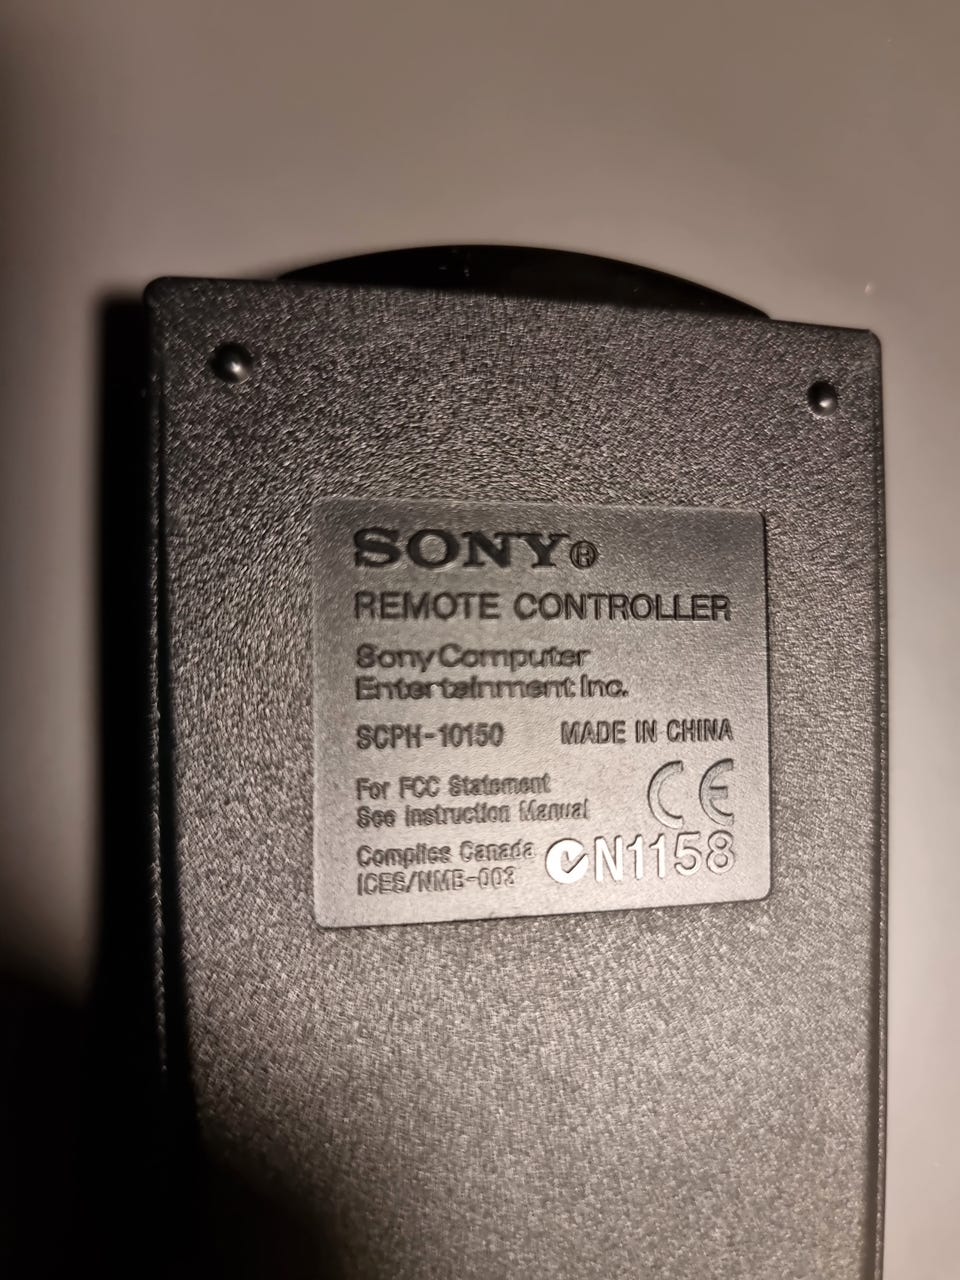 SONY®
REMOTE CONTROLLER
Sony Computer
Entertainment Inc.
SCPH-10150 MADE IN CHINA
For FCC Statement
See Instruction Manual
CE
Complies Canada
ICES/NMB-003
N1158